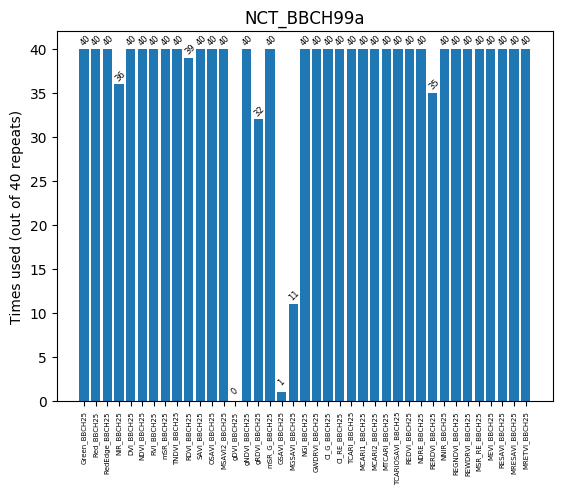 NCT_BBCH99a
Times used (out of 40 repeats)
40
35
30
25
20
15
10
5
0
40
40
40
36
40
40
40
40
40
39
40
40
40
0
40
32
40
1
11
40
40
40
40
40
40
40
40
40
40
40
35
40
40
40
40
40
40
40
40
Green_BBCH25
Red_BBCH25
RedEdge_BBCH25
NIR_BBCH25
DVI_BBCH25
NDVI_BBCH25
RVI_BBCH25
mSR_BBCH25
TNDVI_BBCH25
RDVI_BBCH25
SAVI_BBCH25
OSAVI_BBCH25
MSAVI2_BBCH25
gDVI_BBCH25
gNDVI_BBCH25
gRDVI_BBCH25
mSR_G_BBCH25
GSAVI_BBCH25
MGSAVI_BBCH25
NGI_BBCH25
GWDRVI_BBCH25
CI_G_BBCH25
CI_RE_BBCH25
TCARI_BBCH25
MCARI1_BBCH25
MCARI2_BBCH25
MTCARI_BBCH25
TCARIOSAVI_BBCH25
REDVI_BBCH25
NDRE_BBCH25
RERDVI_BBCH25
NNIR_BBCH25
REGNDVI_BBCH25
REWDRVI_BBCH25
MSR_RE_BBCH25
MEVI_BBCH25
RESAVI_BBCH25
MRESAVI_BBCH25
MRETVI_BBCH25